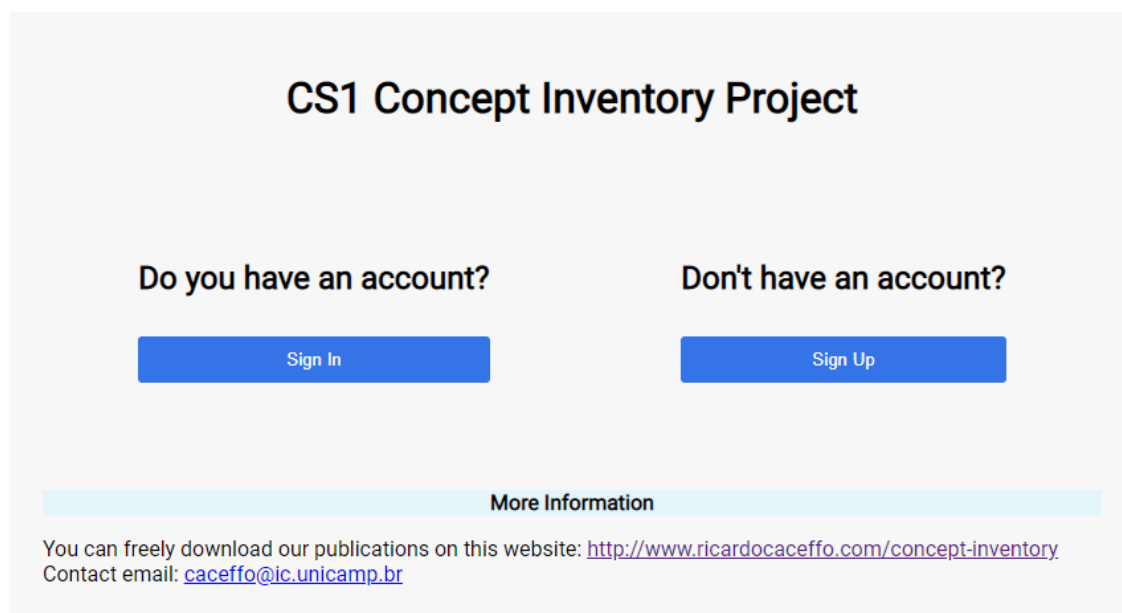 CS1 Concept Inventory Project
Do you have an account?
Don't have an account?
Sign In
Sign Up
More Information
You can freely download our publications on this website: http://www.ricardocaceffo.com/concept-inventory
Contact email: caceffo@ic.unicamp.br